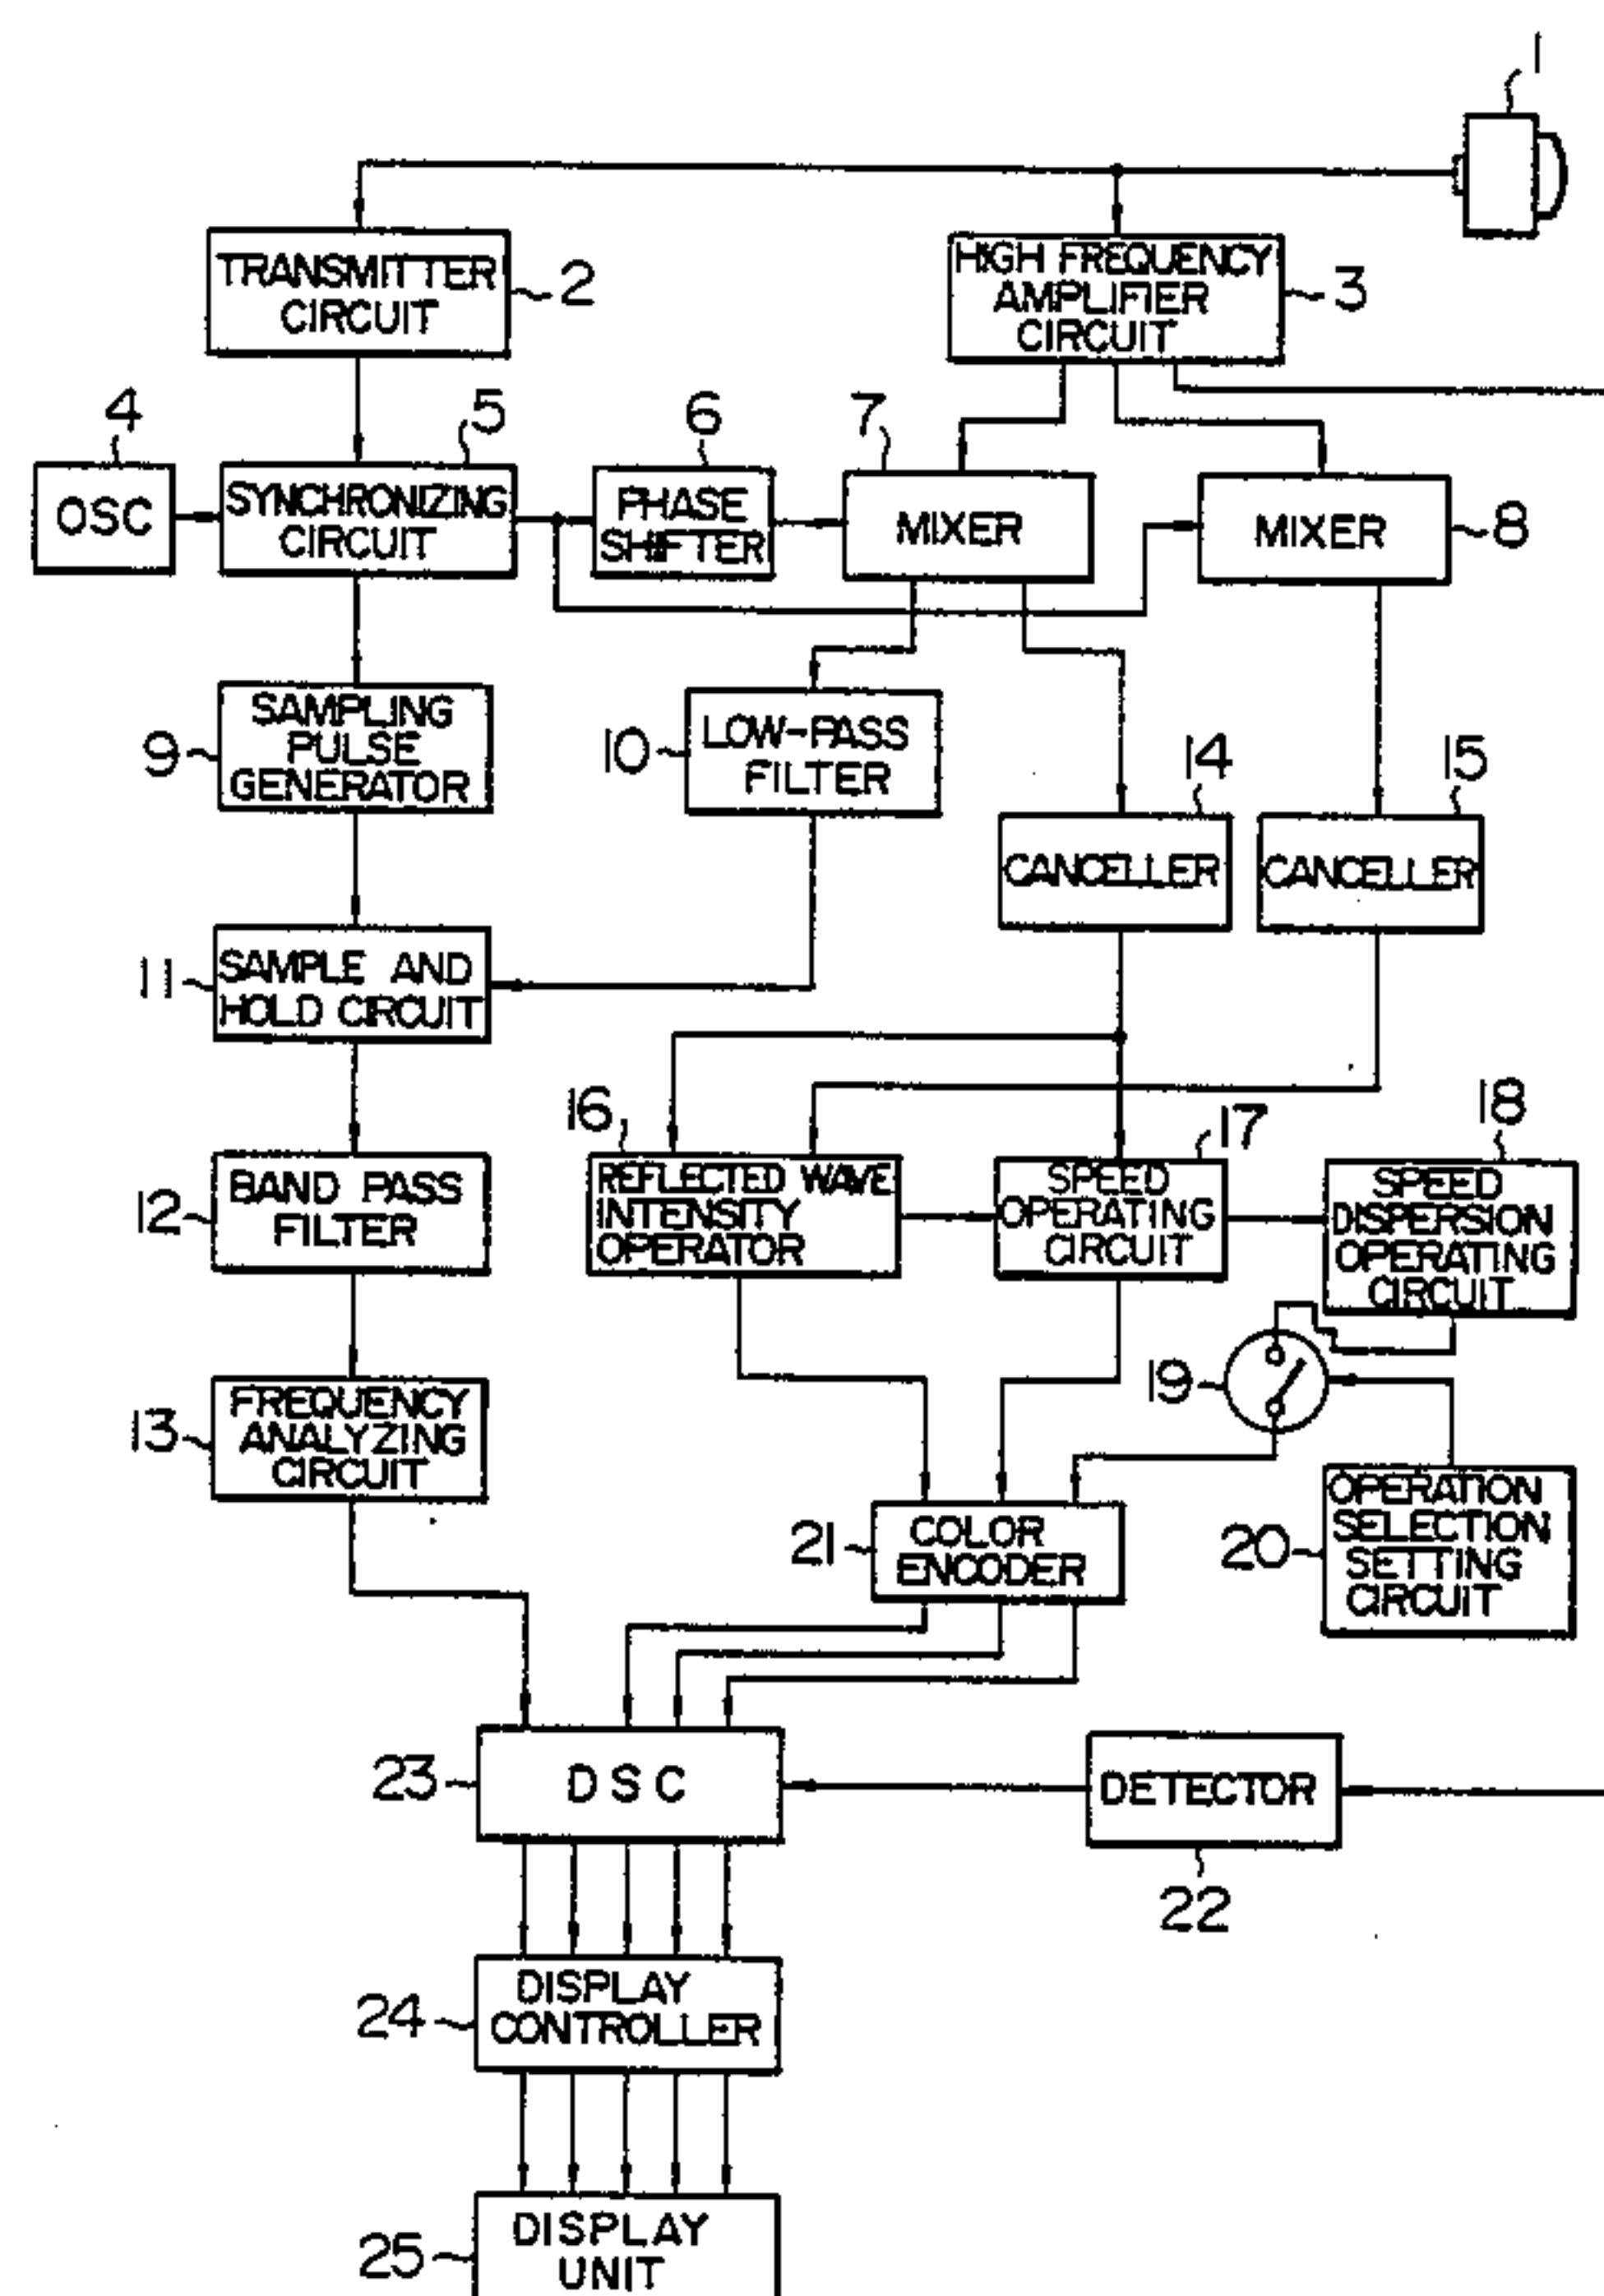 1
TRANSMITTER
CIRCUIT
2
HIGH FREQUENCY
AMPLIFIER
CIRCUIT
3
4
OSC
5
SYNCHRONIZING
CIRCUIT
6
PHASE
SHIFTER
7
MIXER
MIXER
8
9
SAMPLING
PULSE
GENERATOR
10
LOW-PASS
FILTER
14
CANCELLER
15
CANCELLER
11
SAMPLE AND
HOLD CIRCUIT
12
BAND PASS
FILTER
16
REFLECTED WAVE
INTENSITY
OPERATOR
17
SPEED
OPERATING
CIRCUIT
18
SPEED
DISPERSION
OPERATING
CIRCUIT
13
FREQUENCY
ANALYZING
CIRCUIT
19
21
COLOR
ENCODER
20
OPERATION
SELECTION
SETTING
CIRCUIT
23
DSC
DETECTOR
22
24
DISPLAY
CONTROLLER
25
DISPLAY
UNIT